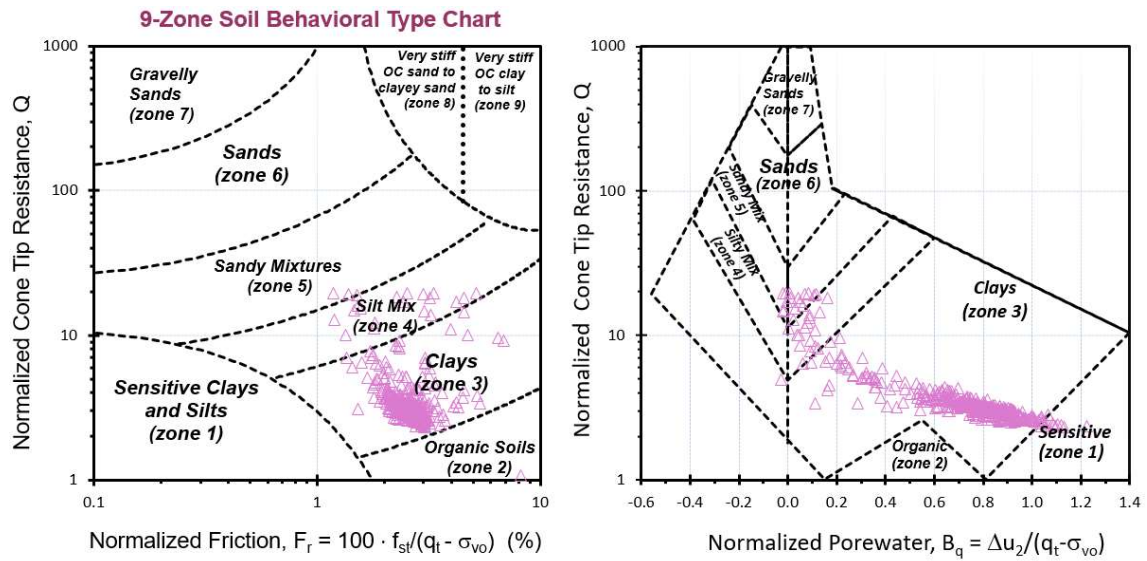 9-Zone Soil Behavioral Type Chart
Normalized Cone Tip Resistance, Q
1000
100
10
1
Gravelly
Sands
(zone 7)
Very stiff
OC sand to
clayey sand
(zone 8)
Very stiff
OC clay
to silt
(zone 9)
Sands
(zone 6)
Sandy Mixtures
(zone 5)
Silt Mix
(zone 4)
Clays
(zone 3)
Sensitive Clays
and Silts
(zone 1)
Organic Soils
(zone 2)
0.1
1
10
Normalized Friction, Fr = 100 · fst/(qt - σvo) (%)
Normalized Cone Tip Resistance, Q
1000
100
10
1
Gravelly
Sands
(zone 7)
Sands
(zone 6)
Sandy Mix
(zone 5)
Silty Mix
(zone 4)
Clays
(zone 3)
Organic
(zone 2)
Sensitive
(zone 1)
-0.6 -0.4 -0.2 0.0 0.2 0.4 0.6 0.8 1.0 1.2 1.4
Normalized Porewater, Bq = Δu2/(qt-σvo)